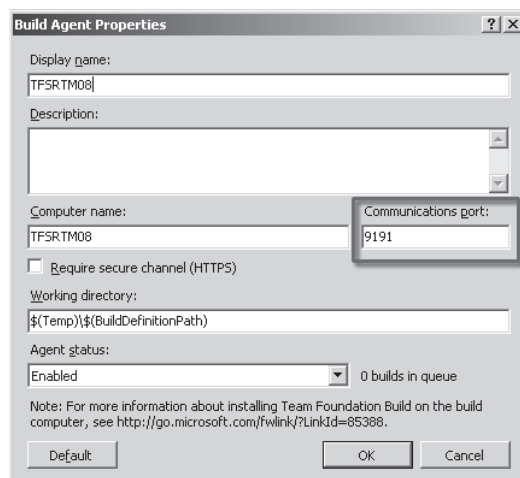 Build Agent Properties
Display name:
TFSRTM08
Description:
Computer name:
Communications port:
TFSRTM08
9191
Require secure channel (HTTPS)
Working directory:
$(Temp)\$(BuildDefinitionPath)
Agent status:
Enabled
0 builds in queue
Note: For more information about installing Team Foundation Build on the build
computer, see http://go.microsoft.com/fwlink/?LinkId=85388.
Default
OK
Cancel